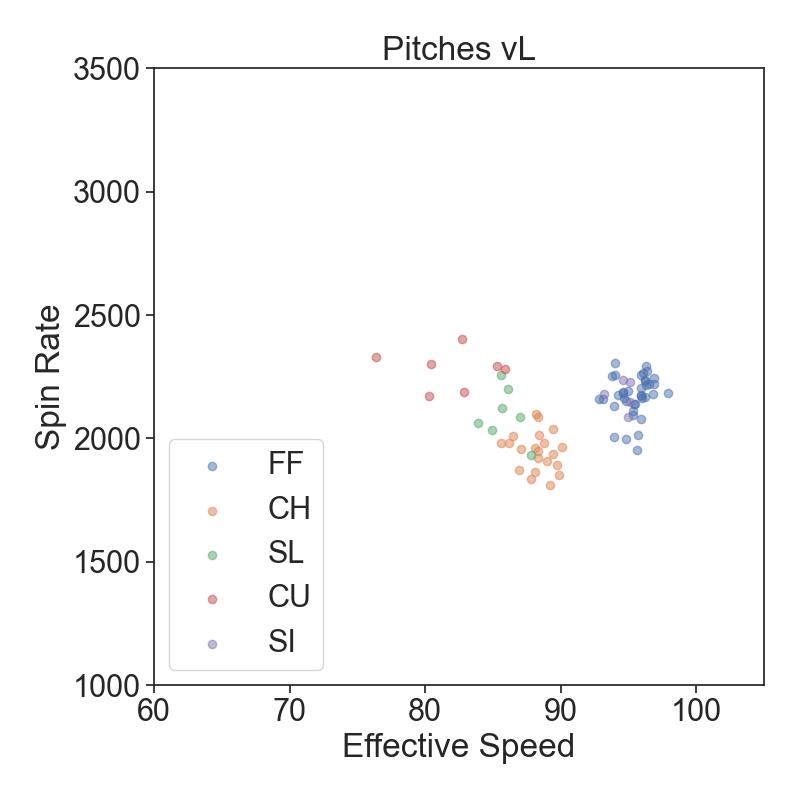 Pitches vL
3500
3000
2500
2000
1500
1000
Spin Rate
FF
CH
SL
CU
SI
60 70 80 90 100
Effective Speed